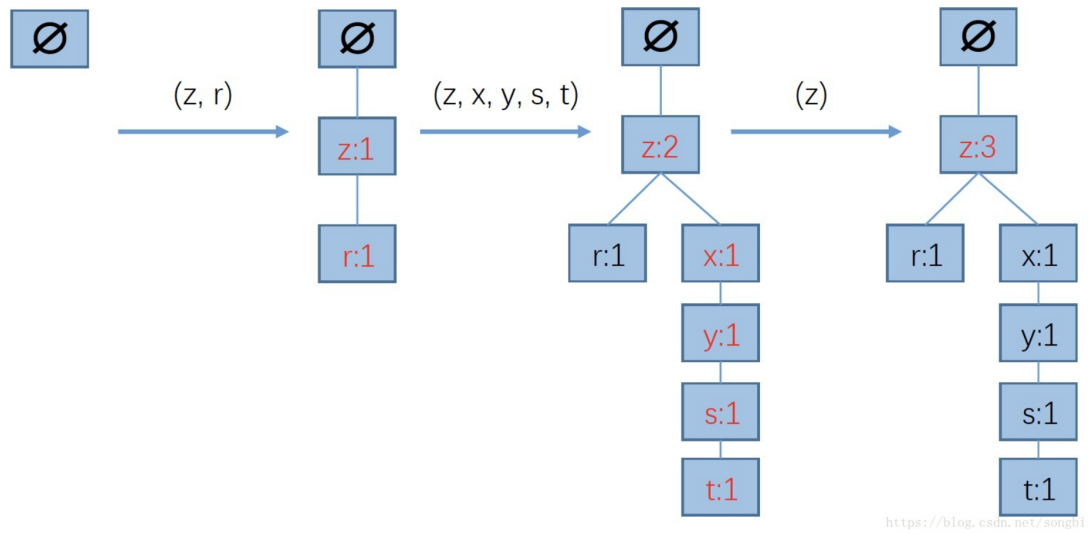 ∅ ∅ ∅ ∅
(z, r) (z, x, y, s, t) (z)
z:1 z:2 z:3
r:1 r:1 x:1 r:1 x:1
y:1 y:1
s:1 s:1
t:1 t:1
https://blog.csdn.net/songbi